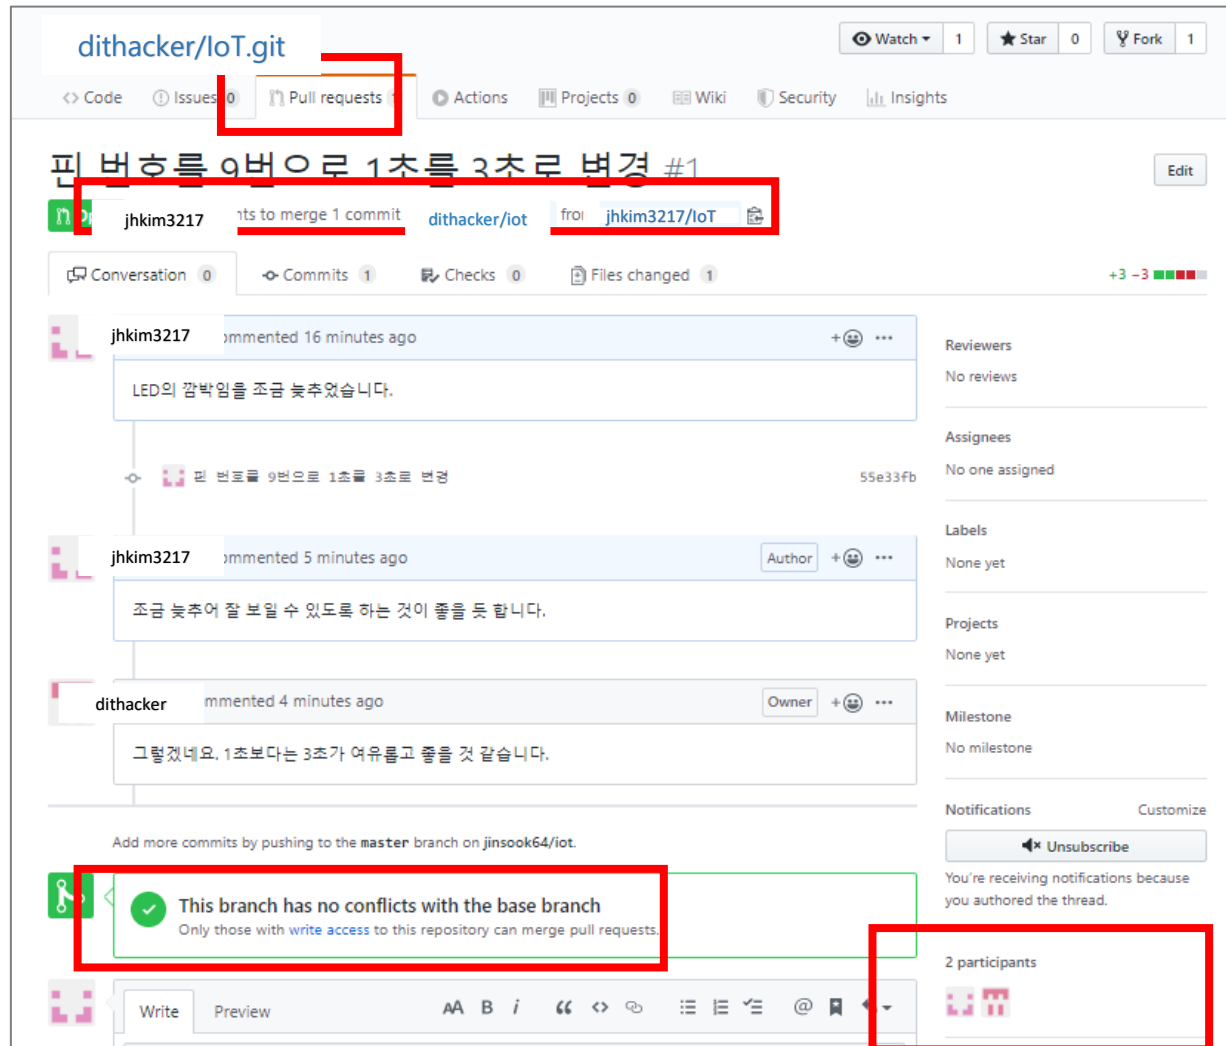 dithacker/IoT.git
Watch 1 Star 0 Fork 1
Code Issues 0 Pull requests Actions Projects 0 Wiki Security Insights
핀 번호를 9번으로 1초를 3초로 변경 #1
Edit
jhkim3217 nts to merge 1 commit dithacker/iot jhkim3217/IoT
Conversation 0 Commits 1 Checks 0 Files changed 1
+3 −3
jhkim3217 ommented 16 minutes ago
LED의 깜박임을 조금 늦추었습니다.
핀 번호를 9번으로 1초를 3초로 변경 55e33fb
jhkim3217 ommented 5 minutes ago Author
조금 늦추어 잘 보일 수 있도록 하는 것이 좋을 듯 합니다.
dithacker mmented 4 minutes ago Owner
그렇겠네요. 1초보다는 3초가 여유롭고 좋을 것 같습니다.
Add more commits by pushing to the master branch on jinsook64/iot.
This branch has no conflicts with the base branch
Only those with write access to this repository can merge pull requests.
Write Preview AA B i @
Reviewers
No reviews
Assignees
No one assigned
Labels
None yet
Projects
None yet
Milestone
No milestone
Notifications Customize
Unsubscribe
You're receiving notifications because
you authored the thread.
2 participants